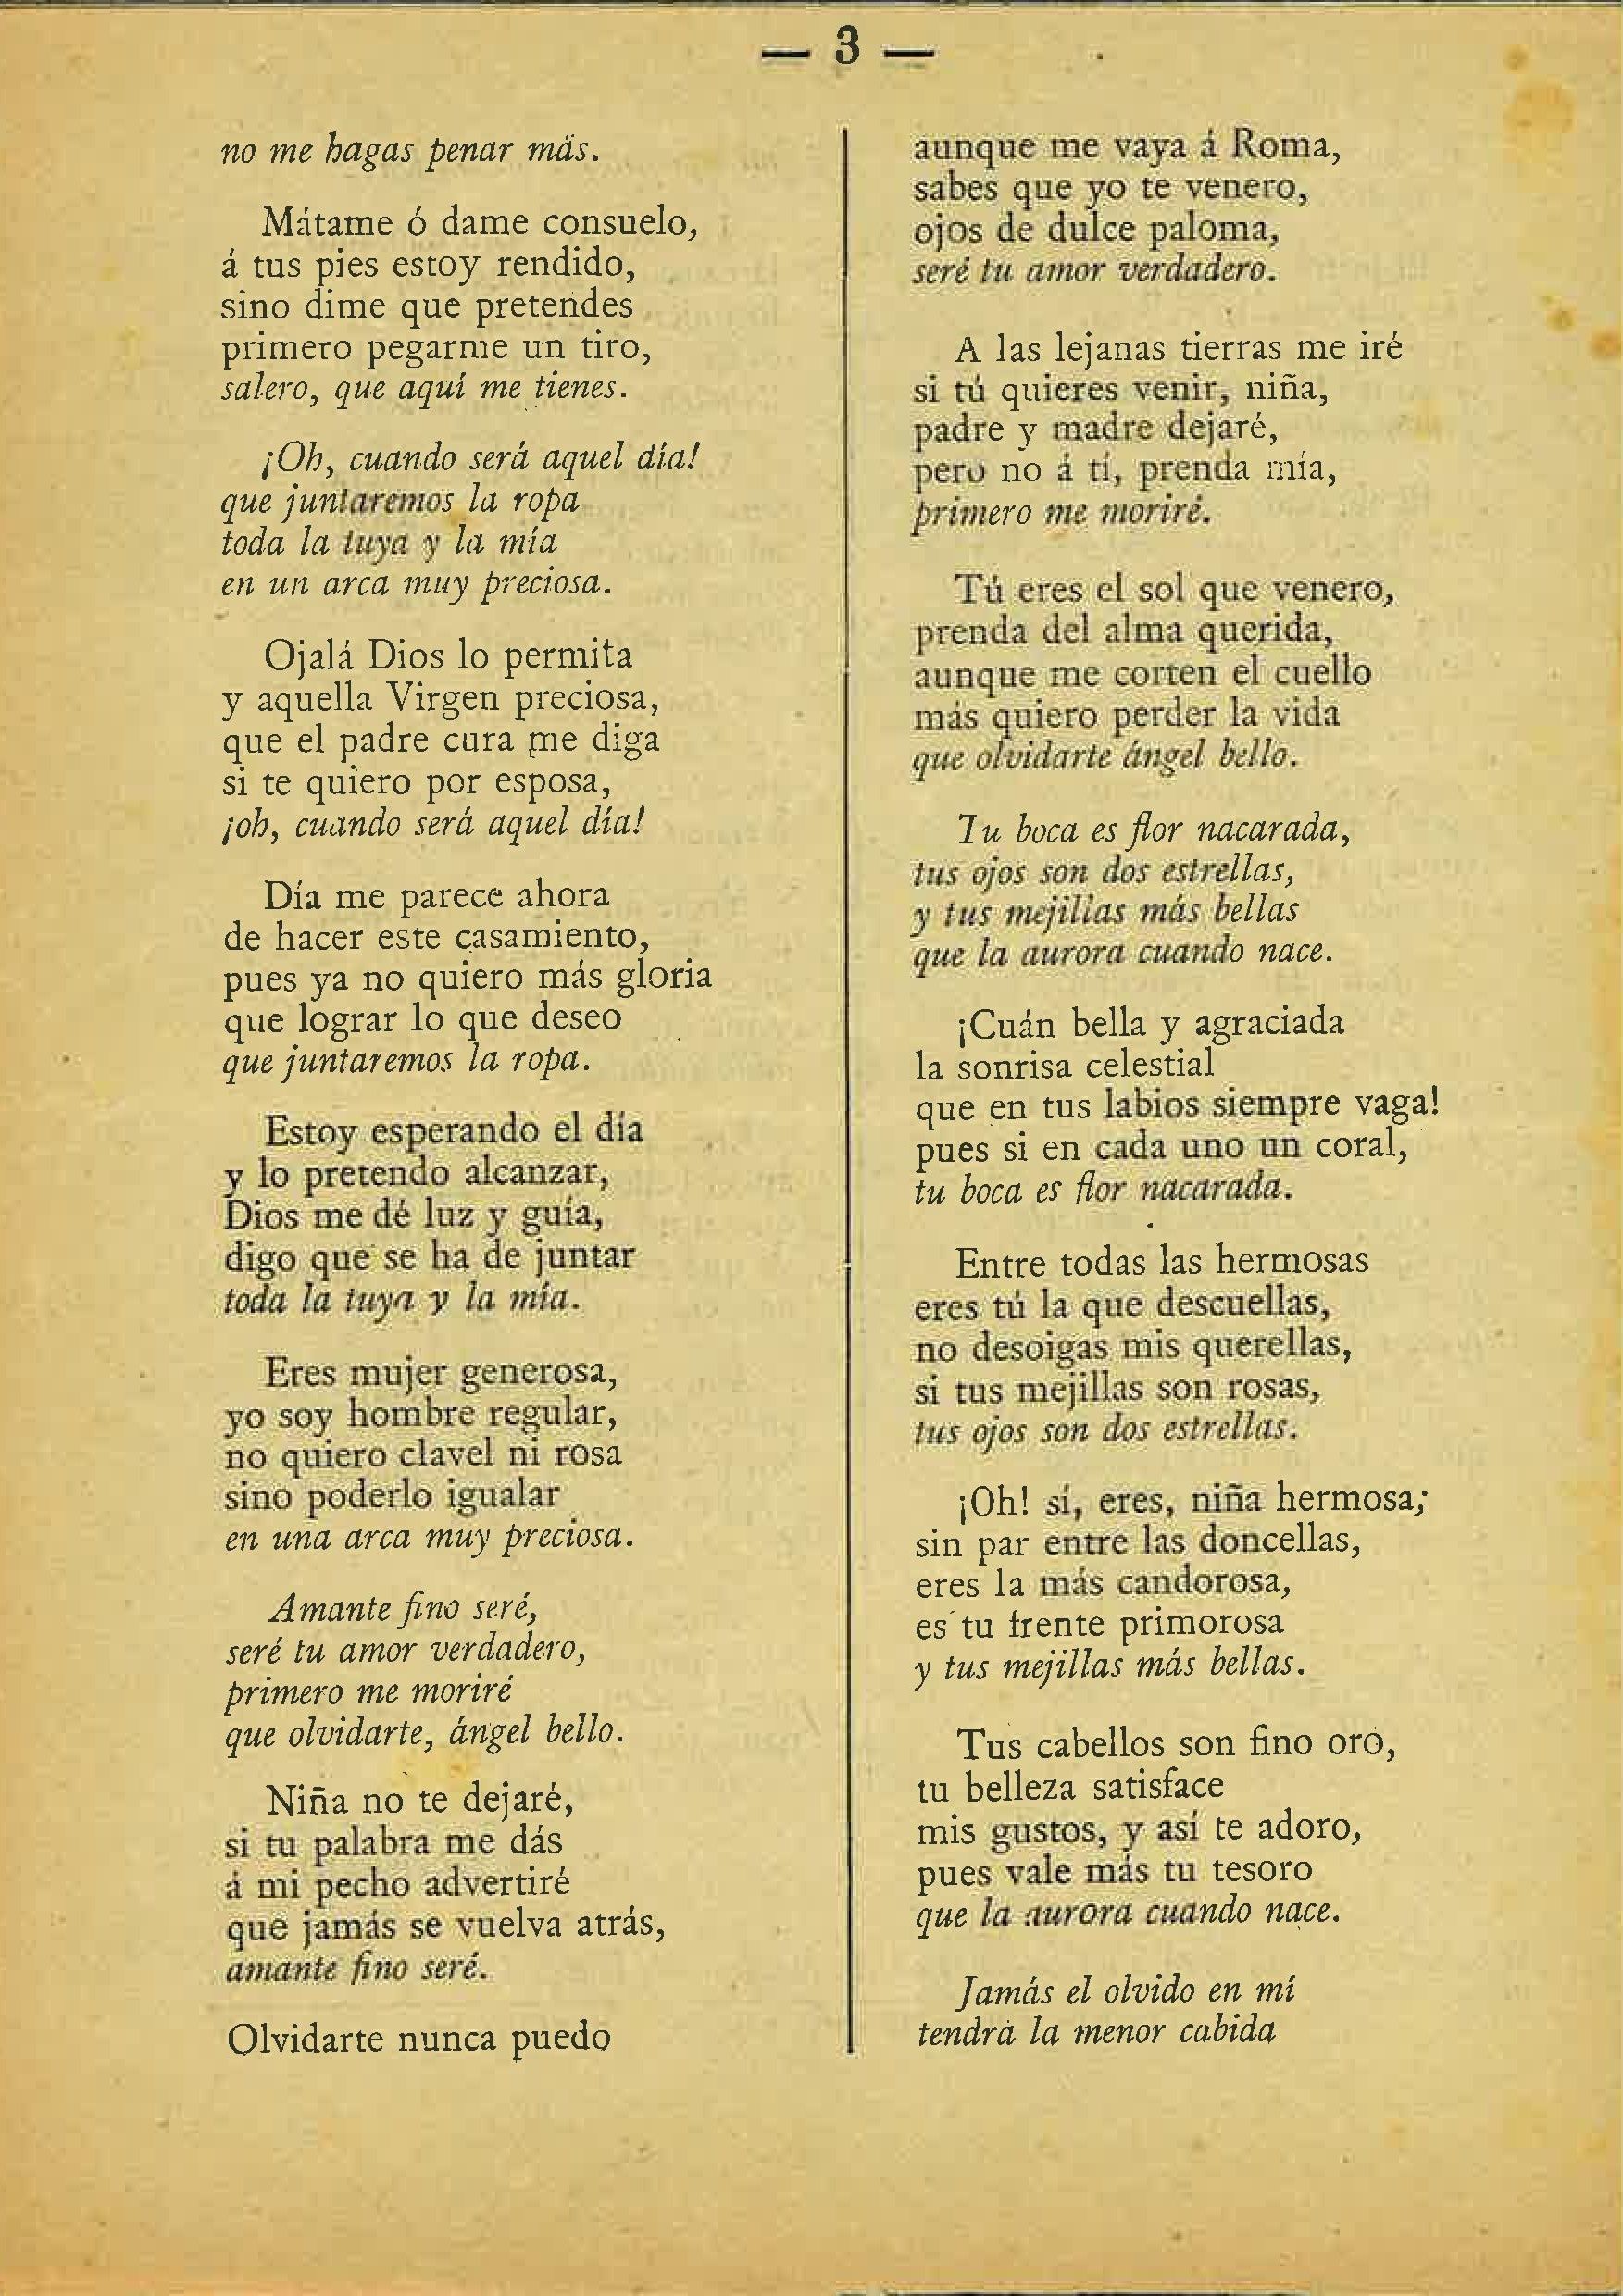 — 3 —
no me hagas penar más.
Mátame ó dame consuelo,
á tus pies estoy rendido,
sino dime que pretendes
primero pegarme un tiro,
salero, que aquí me tienes.
¡Oh, cuando será aquel día!
que juntaremos la ropa
toda la tuya y la mía
en un arca muy preciosa.
Ojalá Dios lo permita
y aquella Virgen preciosa,
que el padre cura me diga
si te quiero por esposa,
¡oh, cuando será aquel día!
Día me parece ahora
de hacer este casamiento,
pues ya no quiero más gloria
que lograr lo que deseo
que juntaremos la ropa.
Estoy esperando el día
y lo pretendo alcanzar,
Dios me dé luz y guía,
digo que se ha de juntar
toda la tuya y la mía.
Eres mujer generosa,
yo soy hombre regular,
no quiero clavel ni rosa
sino poderlo igualar
en una arca muy preciosa.
Amante fino seré,
seré tu amor verdadero,
primero me moriré
que olvidarte, ángel bello.
Niña no te dejaré,
si tu palabra me dás
á mi pecho advertiré
que jamás se vuelva atrás,
amante fino seré.
Olvidarte nunca puedo
aunque me vaya á Roma,
sabes que yo te venero,
ojos de dulce paloma,
seré tu amor verdadero.
A las lejanas tierras me iré
si tú quieres venir, niña,
padre y madre dejaré,
pero no á tí, prenda mía,
primero me moriré.
Tú eres el sol que venero,
prenda del alma querida,
aunque me corten el cuello
más quiero perder la vida
que olvidarte ángel bello.
Tu boca es flor nacarada,
tus ojos son dos estrellas,
y tus mejillas más bellas
que la aurora cuando nace.
¡Cuán bella y agraciada
la sonrisa celestial
que en tus labios siempre vaga!
pues si en cada uno un coral,
tu boca es flor nacarada.
Entre todas las hermosas
eres tú la que descuellas,
no desoigas mis querellas,
si tus mejillas son rosas,
tus ojos son dos estrellas.
¡Oh! sí, eres, niña hermosa;
sin par entre las doncellas,
eres la más candorosa,
es tu frente primorosa
y tus mejillas más bellas.
Tus cabellos son fino oro,
tu belleza satisface
mis gustos, y así te adoro,
pues vale más tu tesoro
que la aurora cuando nace.
Jamás el olvido en mí
tendrá la menor cabida